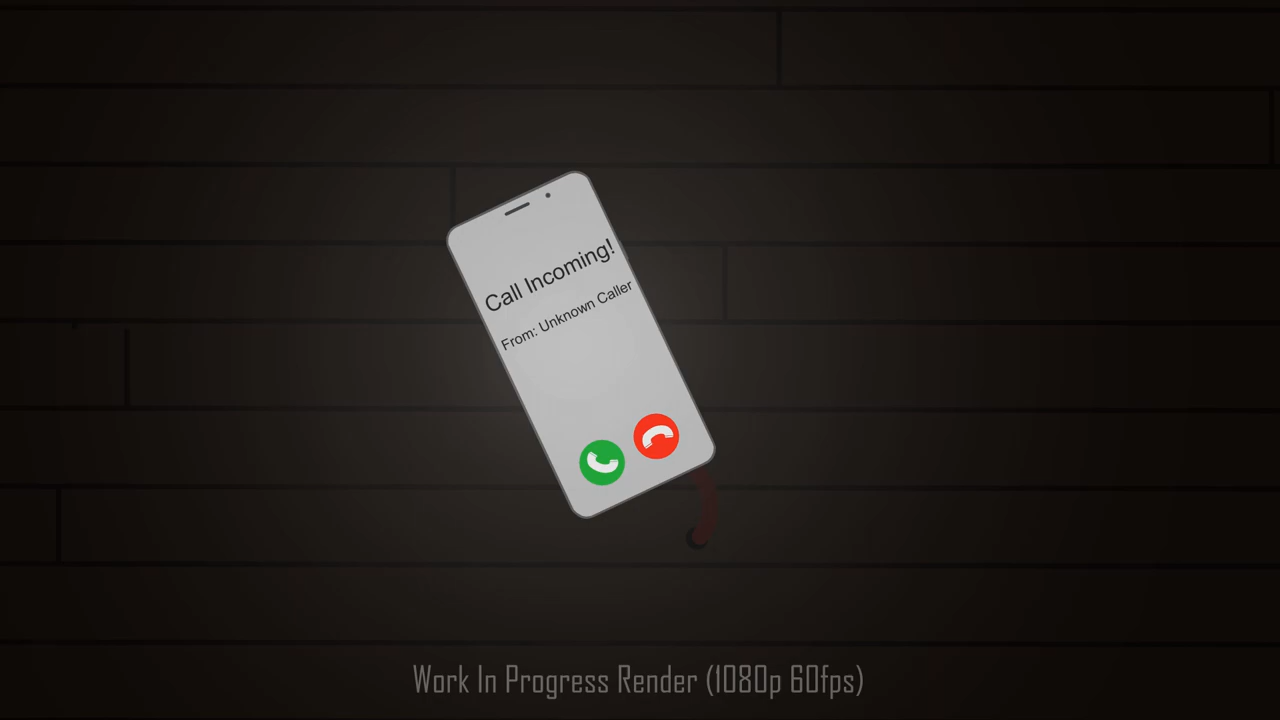 Call Incoming!
From: Unknown Caller
Work In Progress Render (1080p 60fps)